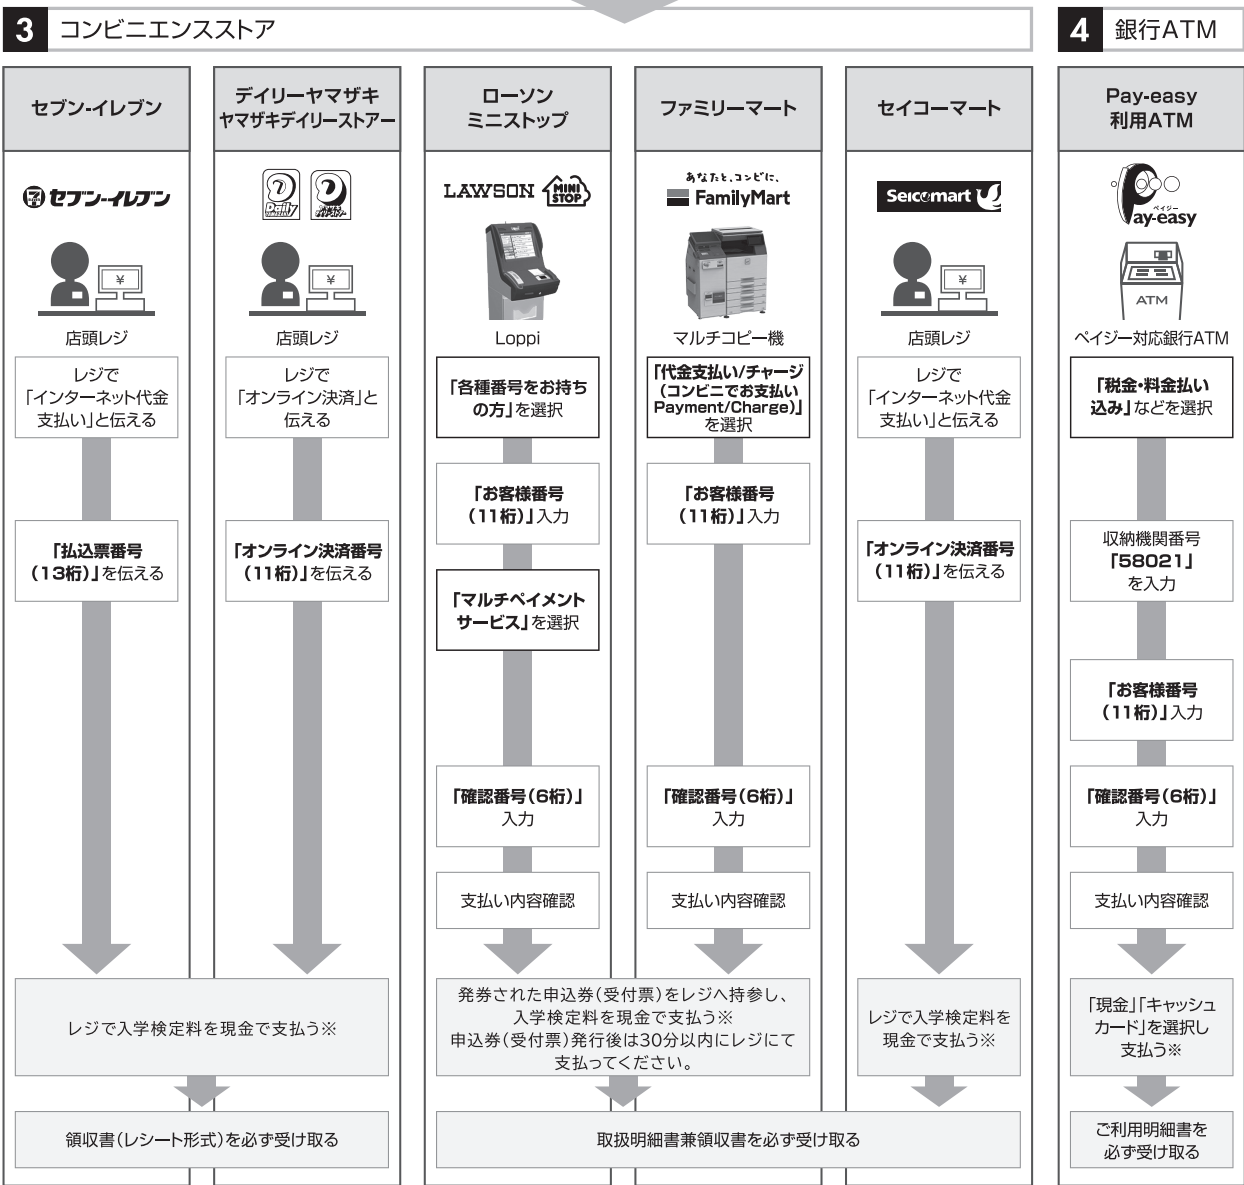 3 コンビニエンスストア
4 銀行ATM
セブン-イレブン
セブン-イレブン
店頭レジ
レジで
「インターネット代金
支払い」と伝える
「払込票番号
(13桁)」を伝える
デイリーヤマザキ
ヤマザキデイリーストアー
Daily
店頭レジ
レジで
「オンライン決済」と
伝える
「オンライン決済番号
(11桁)」を伝える
レジで入学検定料を現金で支払う※
領収書(レシート形式)を必ず受け取る
ローソン
ミニストップ
LAWSON MINI STOP
Loppi
「各種番号をお持ち
の方」を選択
「お客様番号
(11桁)」入力
「マルチペイメント
サービス」を選択
「確認番号(6桁)」
入力
支払い内容確認
ファミリーマート
あなたと、コンビに、
FamilyMart
マルチコピー機
「代金支払い/チャージ
(コンビニでお支払い
Payment/Charge)」
を選択
「お客様番号
(11桁)」入力
「確認番号(6桁)」
入力
支払い内容確認
発券された申込券(受付票)をレジへ持参し、
入学検定料を現金で支払う※
申込券(受付票)発行後は30分以内にレジにて
支払ってください。
セイコーマート
Seicomart
店頭レジ
レジで
「インターネット代金
支払い」と伝える
「オンライン決済番号
(11桁)」を伝える
レジで入学検定料を
現金で支払う※
取扱明細書兼領収書を必ず受け取る
Pay-easy
利用ATM
ペイジー
Pay-easy
ATM
ペイジー対応銀行ATM
「税金・料金払い
込み」などを選択
収納機関番号
「58021」
を入力
「お客様番号
(11桁)」入力
「確認番号(6桁)」
入力
支払い内容確認
「現金」「キャッシュ
カード」を選択し
支払う※
ご利用明細書を
必ず受け取る